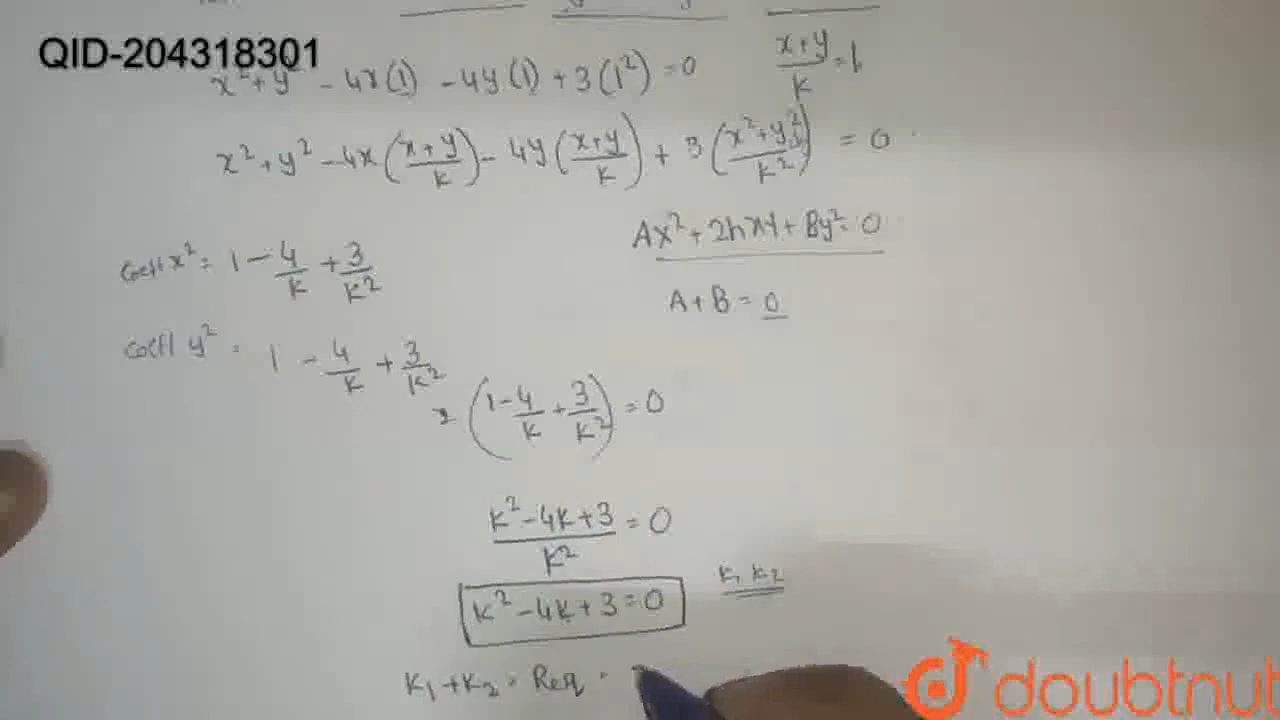 QID-204318301
x² + y² - 4x(1) - 4y(1) + 3(1²) = 0
(x+y)/k = 1
x² + y² - 4x((x+y)/k) - 4y((x+y)/k) + 3((x²+y²)/k²) = 0
Ax² + 2hxy + By² = 0
coeff x² = 1 - 4/k + 3/k²
A + B = 0
coeff y² = 1 - 4/k + 3/k²
2(1 - 4/k + 3/k²) = 0
(k² - 4k + 3)/k² = 0
k₁ k₂
k² - 4k + 3 = 0
k₁ + k₂ = Req =
doubtnut